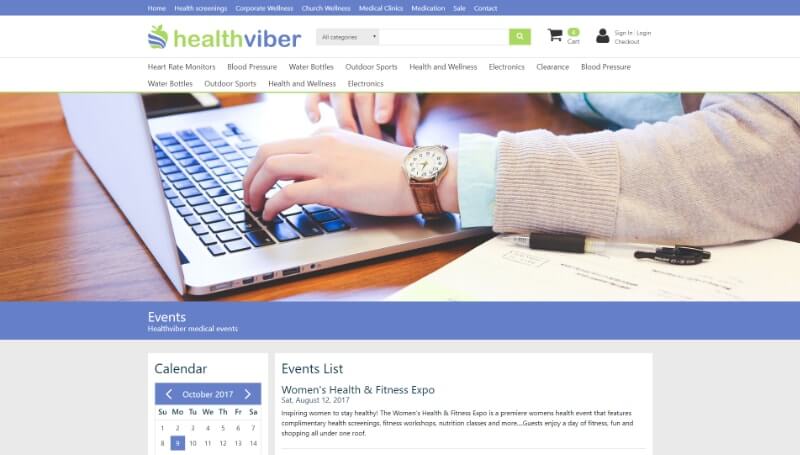 Home Health screenings Corporate Wellness Church Wellness Medical Clinics Medication Sale Contact
healthviber
All categories
0
Cart
Sign In | Login
Checkout
Heart Rate Monitors Blood Pressure Water Bottles Outdoor Sports Health and Wellness Electronics Clearance Blood Pressure
Water Bottles Outdoor Sports Health and Wellness Electronics
Events
Healthviber medical events
Calendar
October 2017
Su Mo Tu We Th Fr Sa
1 2 3 4 5 6 7
8 9 10 11 12 13 14
Events List
Women's Health & Fitness Expo
Sat, August 12, 2017
Inspiring women to stay healthy! The Women's Health & Fitness Expo is a premiere womens health event that features
complimentary health screenings, fitness workshops, nutrition classes and more....Guests enjoy a day of fitness, fun and
shopping all under one roof.